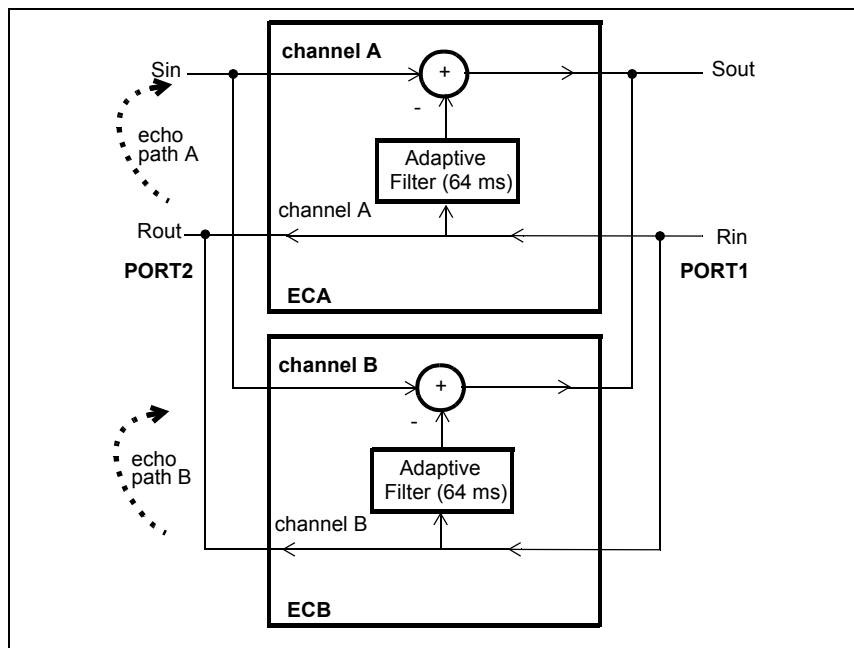 channel A
Sin
+
Sout
-
echo
path A
Adaptive
Filter (64 ms)
channel A
Rout
Rin
PORT2
PORT1
ECA
channel B
+
-
echo
path B
Adaptive
Filter (64 ms)
channel B
ECB